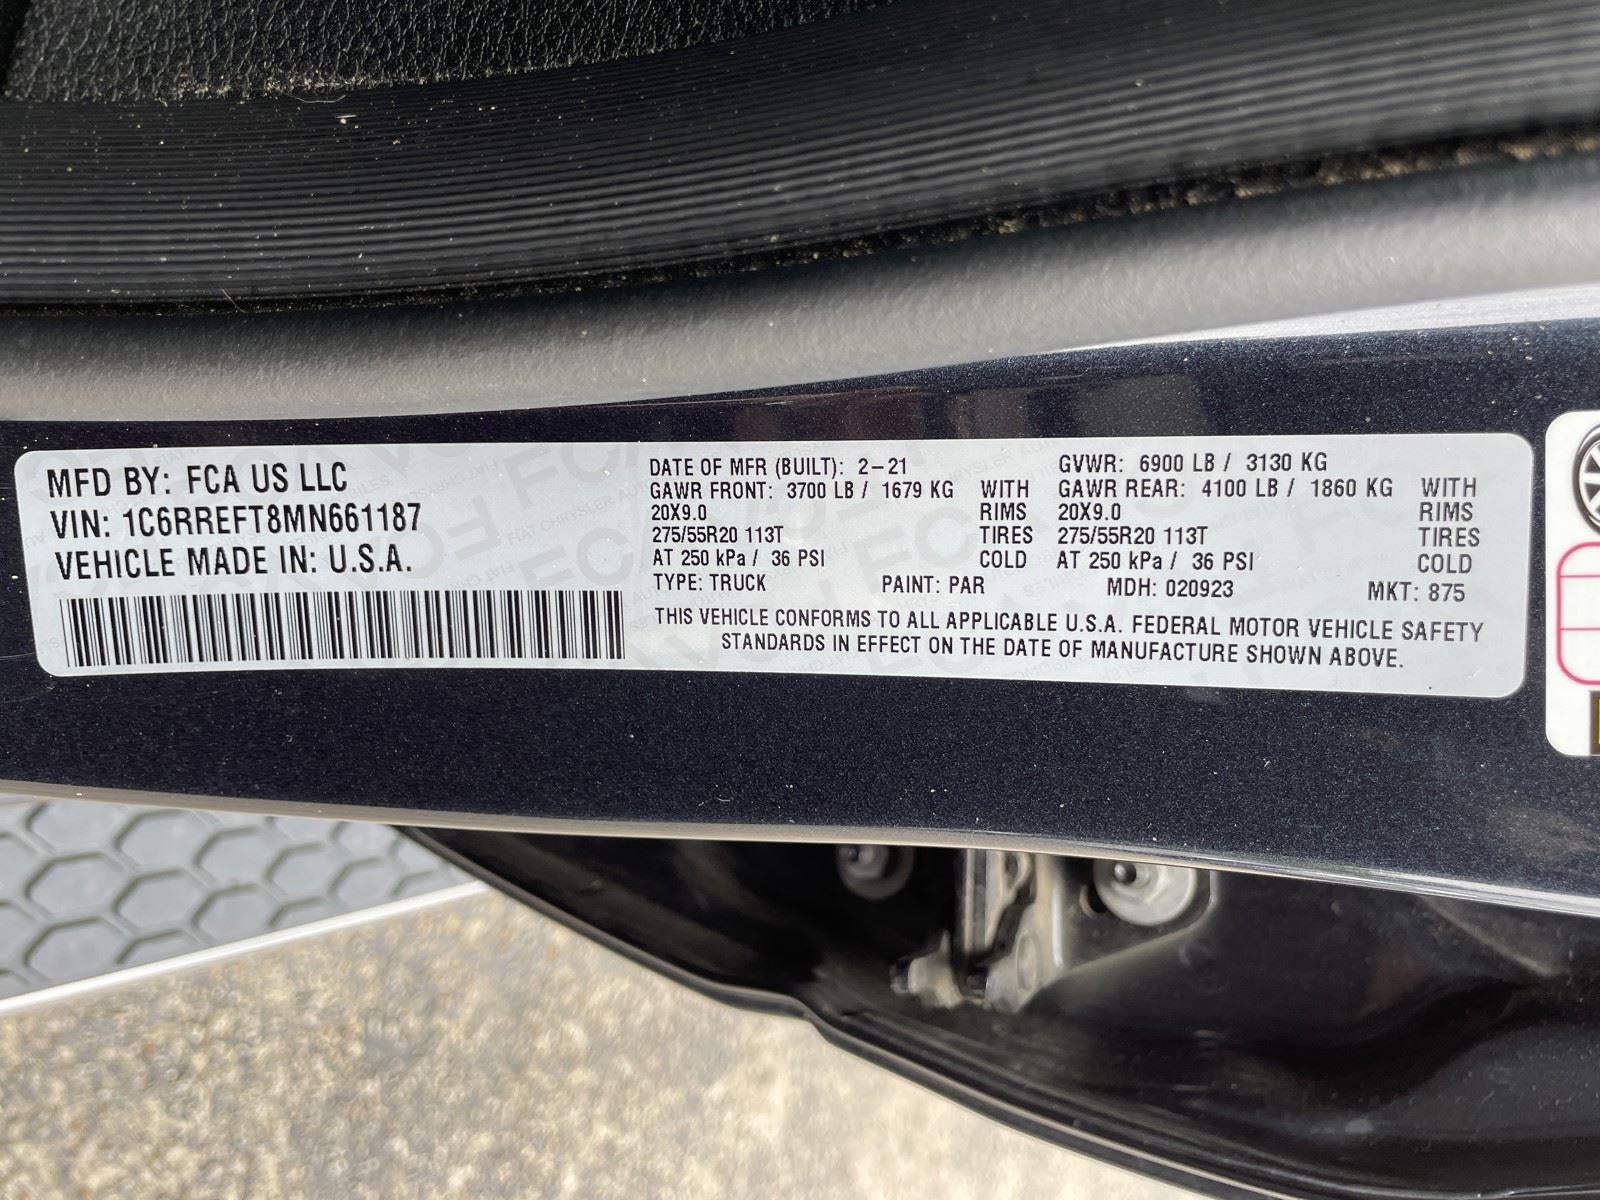 MFD BY: FCA US LLC
VIN: 1C6RREFT8MN661187
VEHICLE MADE IN: U.S.A.
DATE OF MFR (BUILT): 2-21 GVWR: 6900 LB / 3130 KG
GAWR FRONT: 3700 LB / 1679 KG WITH GAWR REAR: 4100 LB / 1860 KG WITH
20X9.0 RIMS 20X9.0 RIMS
275/55R20 113T TIRES 275/55R20 113T TIRES
AT 250 kPa / 36 PSI COLD AT 250 kPa / 36 PSI COLD
TYPE: TRUCK PAINT: PAR MDH: 020923 MKT: 875
THIS VEHICLE CONFORMS TO ALL APPLICABLE U.S.A. FEDERAL MOTOR VEHICLE SAFETY
STANDARDS IN EFFECT ON THE DATE OF MANUFACTURE SHOWN ABOVE.